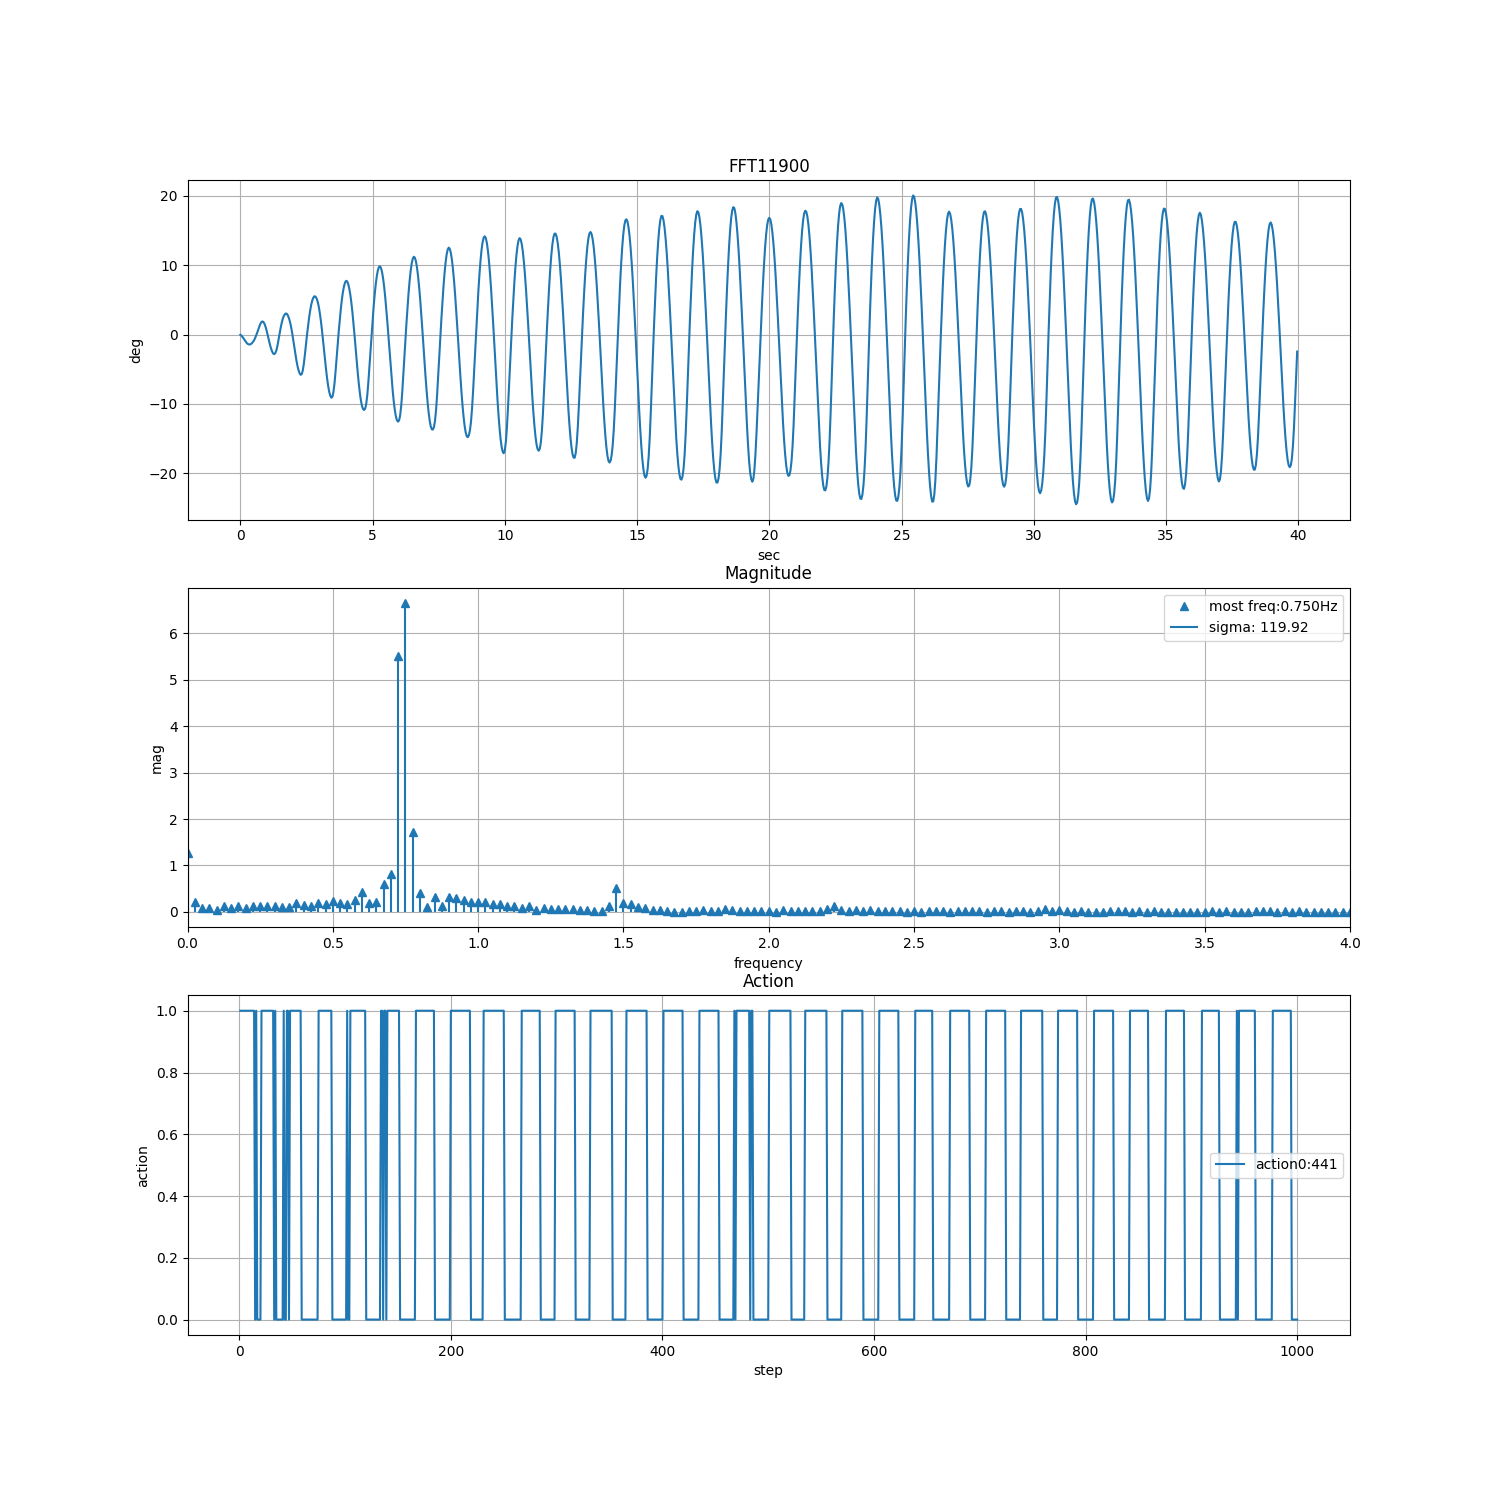 FFT11900
20
10
0
−10
−20
deg
0 5 10 15 20 25 30 35 40
sec
Magnitude
most freq:0.750Hz
sigma: 119.92
6
5
4
3
2
1
0
mag
0.0 0.5 1.0 1.5 2.0 2.5 3.0 3.5 4.0
frequency
Action
1.0
0.8
0.6
0.4
0.2
0.0
action
action0:441
0 200 400 600 800 1000
step